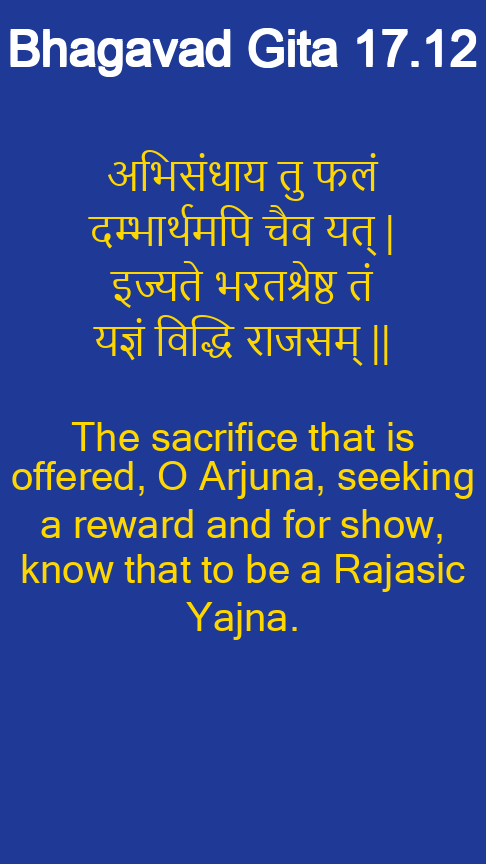 Bhagavad Gita 17.12
अभिसंधाय तु फलं
दम्भार्थमपि चैव यत् |
इज्यते भरतश्रेष्ठ तं
यज्ञं विद्धि राजसम् ||
The sacrifice that is
offered, O Arjuna, seeking
a reward and for show,
know that to be a Rajasic
Yajna.